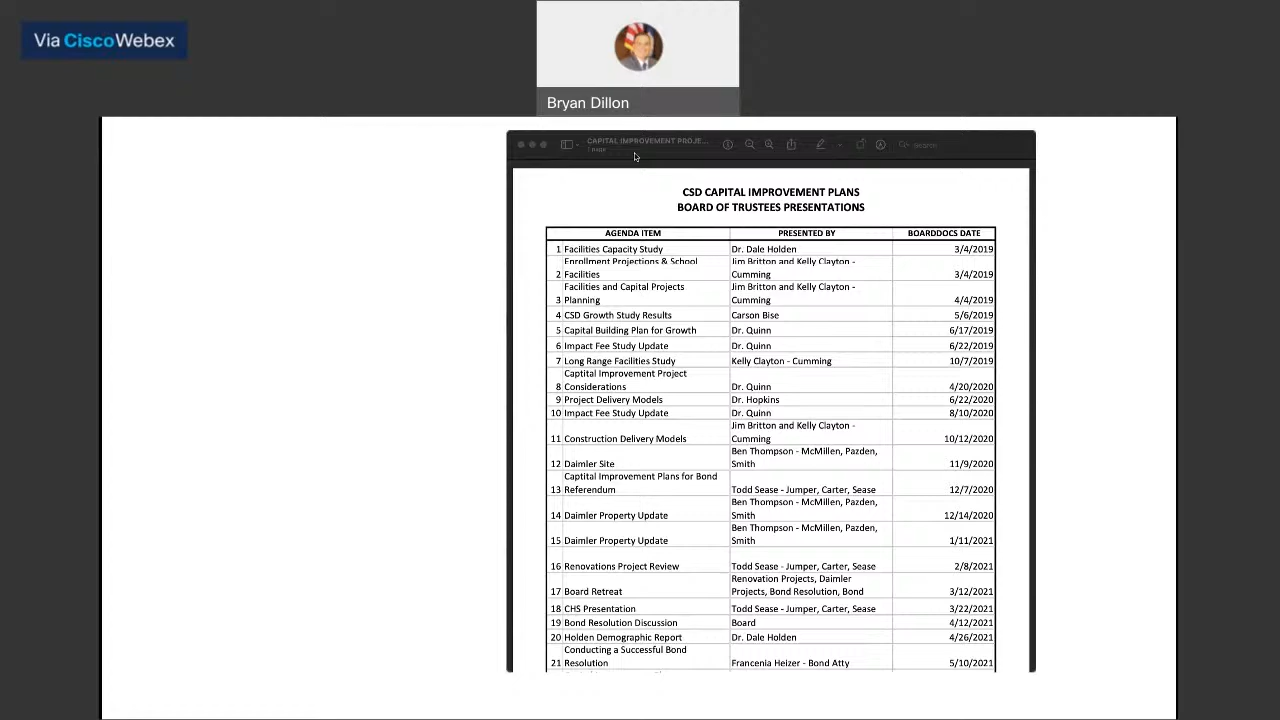 Via CiscoWebex
Bryan Dillon
CAPITAL IMPROVEMENT PROJE...
1 page
Search
CSD CAPITAL IMPROVEMENT PLANS
BOARD OF TRUSTEES PRESENTATIONS
AGENDA ITEM PRESENTED BY BOARDDOCS DATE
1 Facilities Capacity Study Dr. Dale Holden 3/4/2019
Enrollment Projections & School Jim Britton and Kelly Clayton -
2 Facilities Cumming 3/4/2019
Facilities and Capital Projects Jim Britton and Kelly Clayton -
3 Planning Cumming 4/4/2019
4 CSD Growth Study Results Carson Bise 5/6/2019
5 Capital Building Plan for Growth Dr. Quinn 6/17/2019
6 Impact Fee Study Update Dr. Quinn 6/22/2019
7 Long Range Facilities Study Kelly Clayton - Cumming 10/7/2019
Captital Improvement Project
8 Considerations Dr. Quinn 4/20/2020
9 Project Delivery Models Dr. Hopkins 6/22/2020
10 Impact Fee Study Update Dr. Quinn 8/10/2020
Jim Britton and Kelly Clayton -
11 Construction Delivery Models Cumming 10/12/2020
Ben Thompson - McMillen, Pazden,
12 Daimler Site Smith 11/9/2020
Captital Improvement Plans for Bond
13 Referendum Todd Sease - Jumper, Carter, Sease 12/7/2020
Ben Thompson - McMillen, Pazden,
14 Daimler Property Update Smith 12/14/2020
Ben Thompson - McMillen, Pazden,
15 Daimler Property Update Smith 1/11/2021
16 Renovations Project Review Todd Sease - Jumper, Carter, Sease 2/8/2021
Renovation Projects, Daimler
17 Board Retreat Projects, Bond Resolution, Bond 3/12/2021
18 CHS Presentation Todd Sease - Jumper, Carter, Sease 3/22/2021
19 Bond Resolution Discussion Board 4/12/2021
20 Holden Demographic Report Dr. Dale Holden 4/26/2021
Conducting a Successful Bond
21 Resolution Francenia Heizer - Bond Atty 5/10/2021